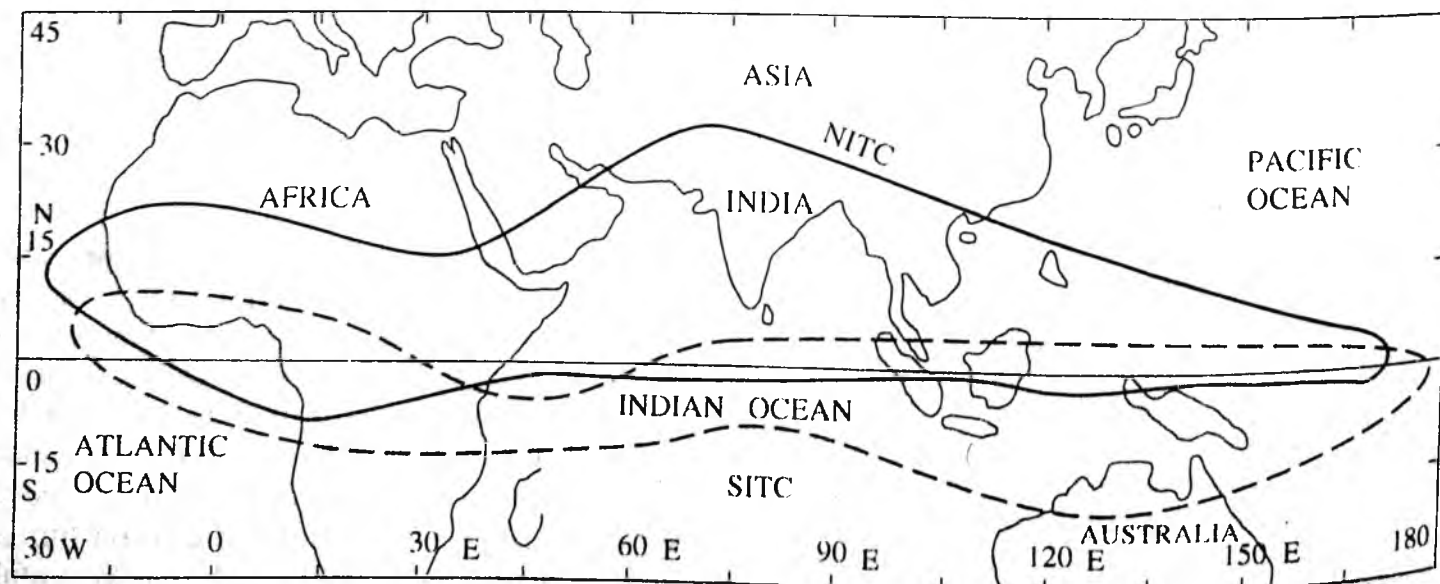 45
ASIA
NITC
30
PACIFIC
OCEAN
AFRICA
INDIA
N
15
0
INDIAN OCEAN
ATLANTIC
OCEAN
15
S
SITC
AUSTRALIA
30 W
0
30 E
60 E
90 E
120 E
150 E
180